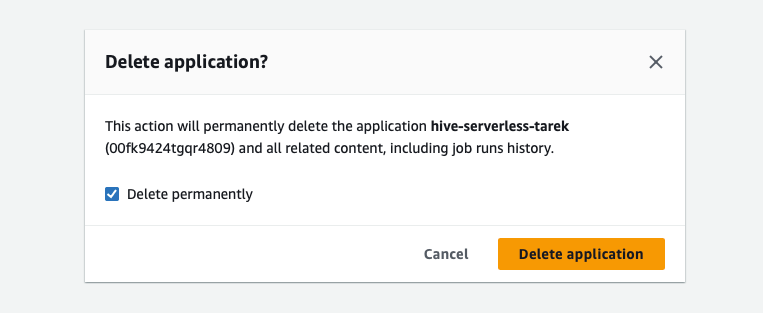 Delete application?
This action will permanently delete the application hive-serverless-tarek
(00fk9424tgqr4809) and all related content, including job runs history.
Delete permanently
Cancel
Delete application